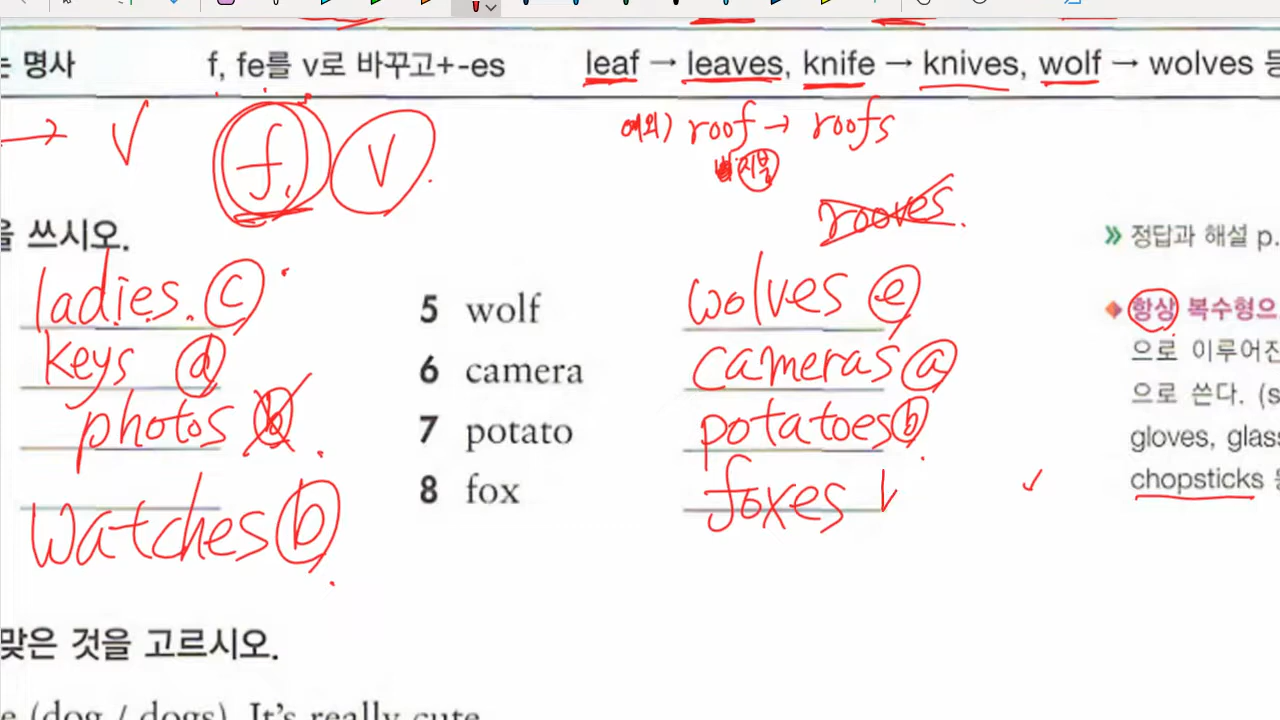 는 명사 f, fe를 v로 바꾸고+-es leaf → leaves, knife → knives, wolf → wolves 등
→ v f, v 예외) roof → roofs
지붕
rooves.
을 쓰시오.
» 정답과 해설 p.
ladies. ⓒ 5 wolf wolves ⓔ
keys ⓓ 6 camera cameras ⓐ
photos ⓑ 7 potato potatoes ⓑ
watches ⓑ 8 fox foxes
항상 복수형으
으로 이루어진
으로 쓴다. (s
gloves, glass
chopsticks 등
맞은 것을 고르시오.
e (dog / dogs). It's really cute.